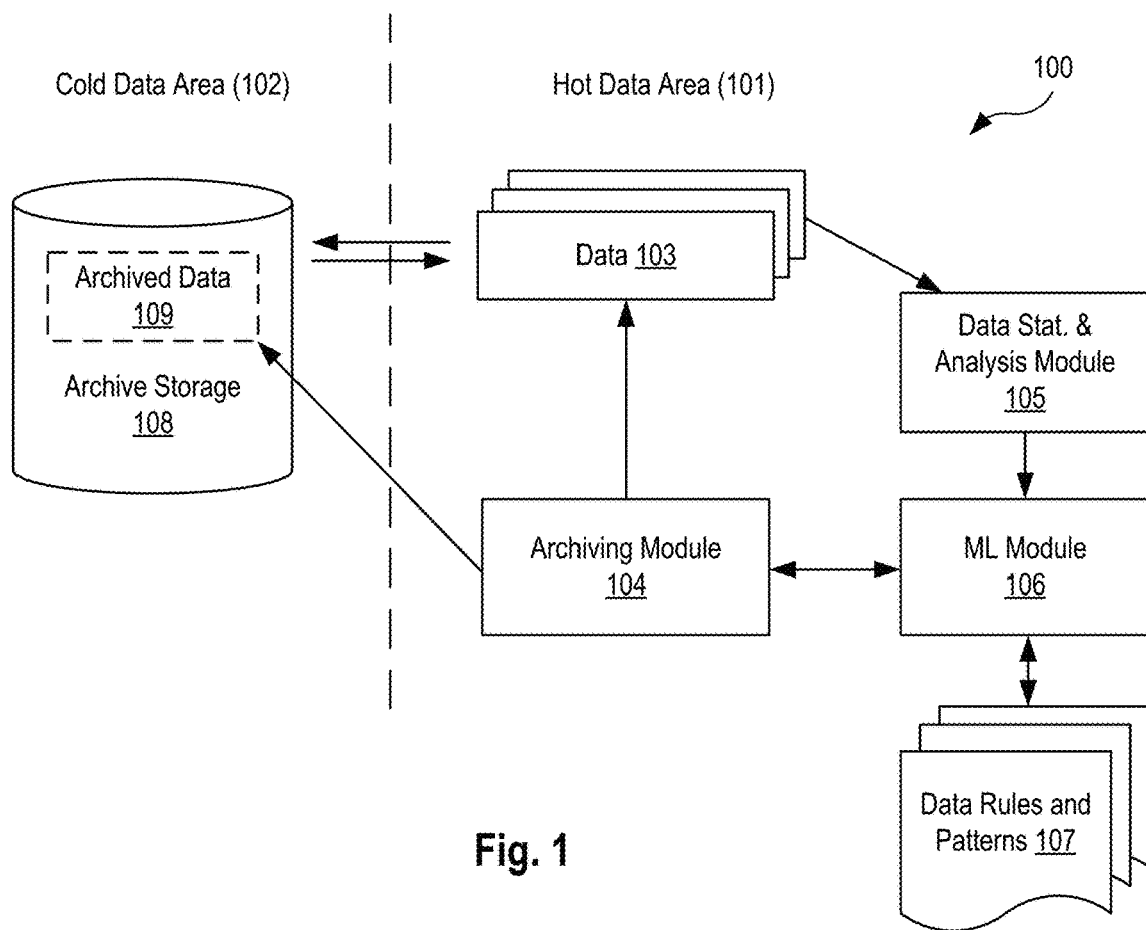 Cold Data Area (102)
Hot Data Area (101)
100
Data 103
Archived Data
109
Archive Storage
108
Data Stat. &
Analysis Module
105
Archiving Module
104
ML Module
106
Data Rules and
Patterns 107
Fig. 1